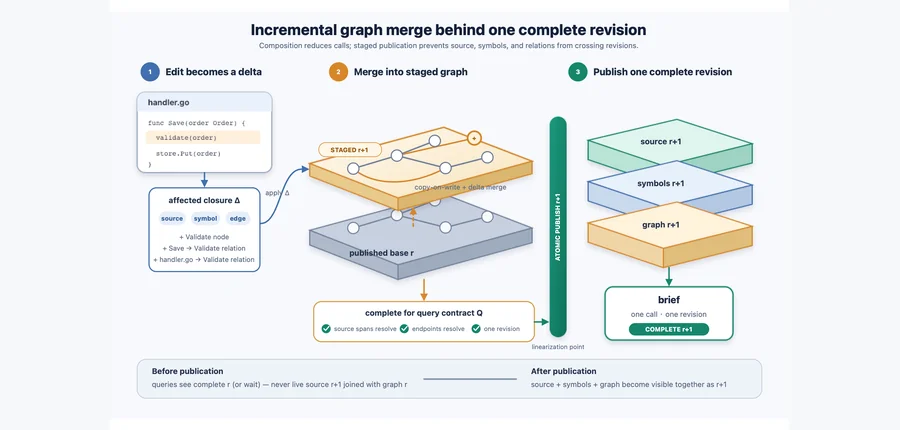 Incremental graph merge behind one complete revision
Composition reduces calls; staged publication prevents source, symbols, and relations from crossing revisions.
1 Edit becomes a delta
handler.go
func Save(order Order) {
validate(order)
store.Put(order)
}
affected closure Δ
source symbol edge
+ Validate node
+ Save → Validate relation
+ handler.go → Validate relation
apply Δ
2 Merge into staged graph
STAGED r+1
+
copy-on-write + delta merge
published base r
complete for query contract Q
source spans resolve endpoints resolve one revision
ATOMIC PUBLISH r+1
linearization point
3 Publish one complete revision
source r+1
symbols r+1
graph r+1
brief
one call · one revision
COMPLETE r+1
Before publication
queries see complete r (or wait) — never live source r+1 joined with graph r
After publication
source + symbols + graph become visible together as r+1